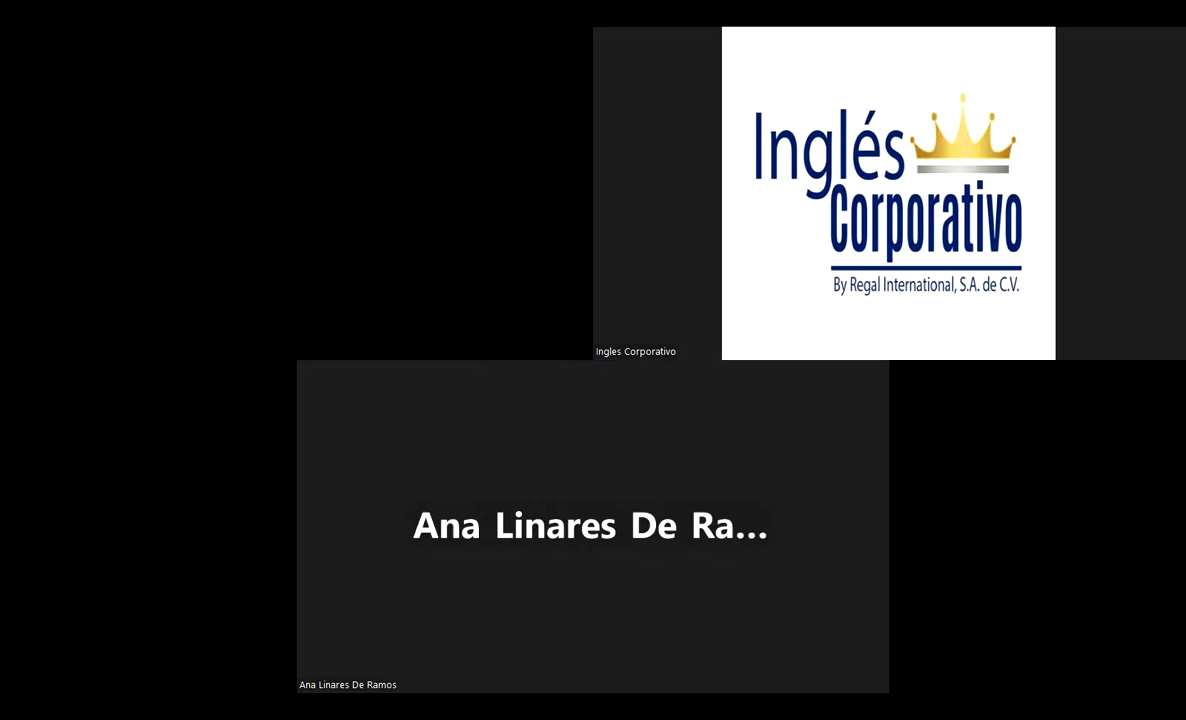 Inglés
Corporativo
By Regal International, S.A. de C.V.
Ingles Corporativo
Ana Linares De Ra...
Ana Linares De Ramos